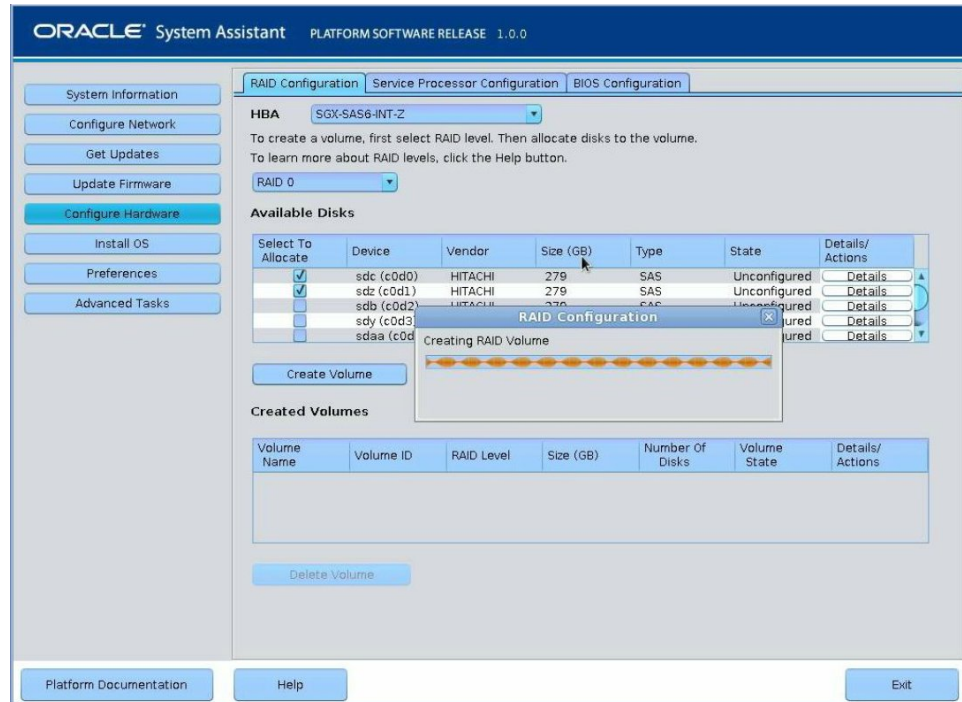 ORACLE System Assistant PLATFORM SOFTWARE RELEASE 1.0.0
System Information
Configure Network
Get Updates
Update Firmware
Configure Hardware
Install OS
Preferences
Advanced Tasks
RAID Configuration Service Processor Configuration BIOS Configuration
HBA SGX-SAS6-INT-Z
To create a volume, first select RAID level. Then allocate disks to the volume.
To learn more about RAID levels, click the Help button.
RAID 0
Available Disks
Select To Allocate Device Vendor Size (GB) Type State Details/ Actions
sdc (c0d0) HITACHI 279 SAS Unconfigured Details
sdz (c0d1) HITACHI 279 SAS Unconfigured Details
sdb (c0d2) Details
sdy (c0d3 ured Details
sdaa (c0d ured Details
RAID Configuration
Creating RAID Volume
Create Volume
Created Volumes
Volume Name Volume ID RAID Level Size (GB) Number Of Disks Volume State Details/ Actions
Delete Volume
Platform Documentation Help Exit